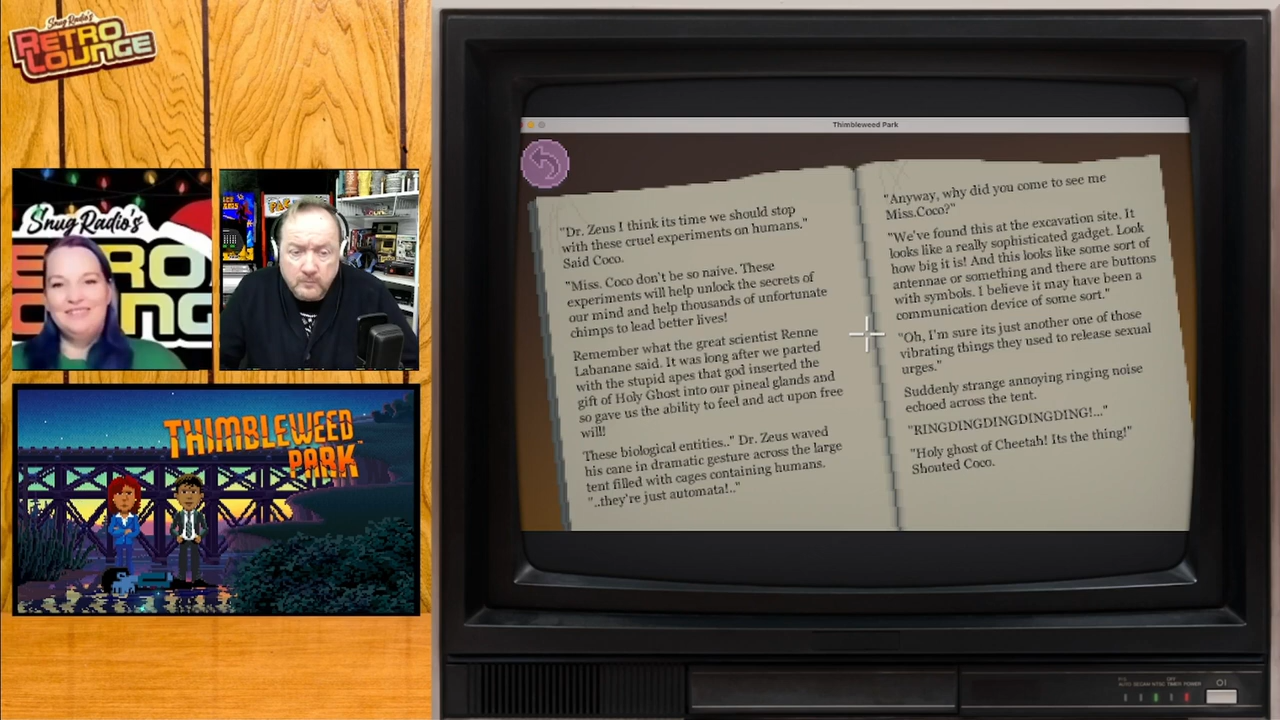 Snug Radio's
RETRO
LOUNGE
Snug Radio's
THIMBLEWEED
PARK
Thimbleweed Park
"Dr. Zeus I think its time we should stop
with these cruel experiments on humans."
Said Coco.
"Miss. Coco don't be so naive. These
experiments will help unlock the secrets of
our mind and help thousands of unfortunate
chimps to lead better lives!
Remember what the great scientist Renne
Labanane said. It was long after we parted
with the stupid apes that god inserted the
gift of Holy Ghost into our pineal glands and
so gave us the ability to feel and act upon free
will!
These biological entities.." Dr. Zeus waved
his cane in dramatic gesture across the large
tent filled with cages containing humans.
"..they're just automata!.."
"Anyway, why did you come to see me
Miss.Coco?"
"We've found this at the excavation site. It
looks like a really sophisticated gadget. Look
how big it is! And this looks like some sort of
antennae or something and there are buttons
with symbols. I believe it may have been a
communication device of some sort."
"Oh, I'm sure its just another one of those
vibrating things they used to release sexual
urges."
Suddenly strange annoying ringing noise
echoed across the tent.
"RINGDINGDINGDING!..."
"Holy ghost of Cheetah! Its the thing!"
Shouted Coco.